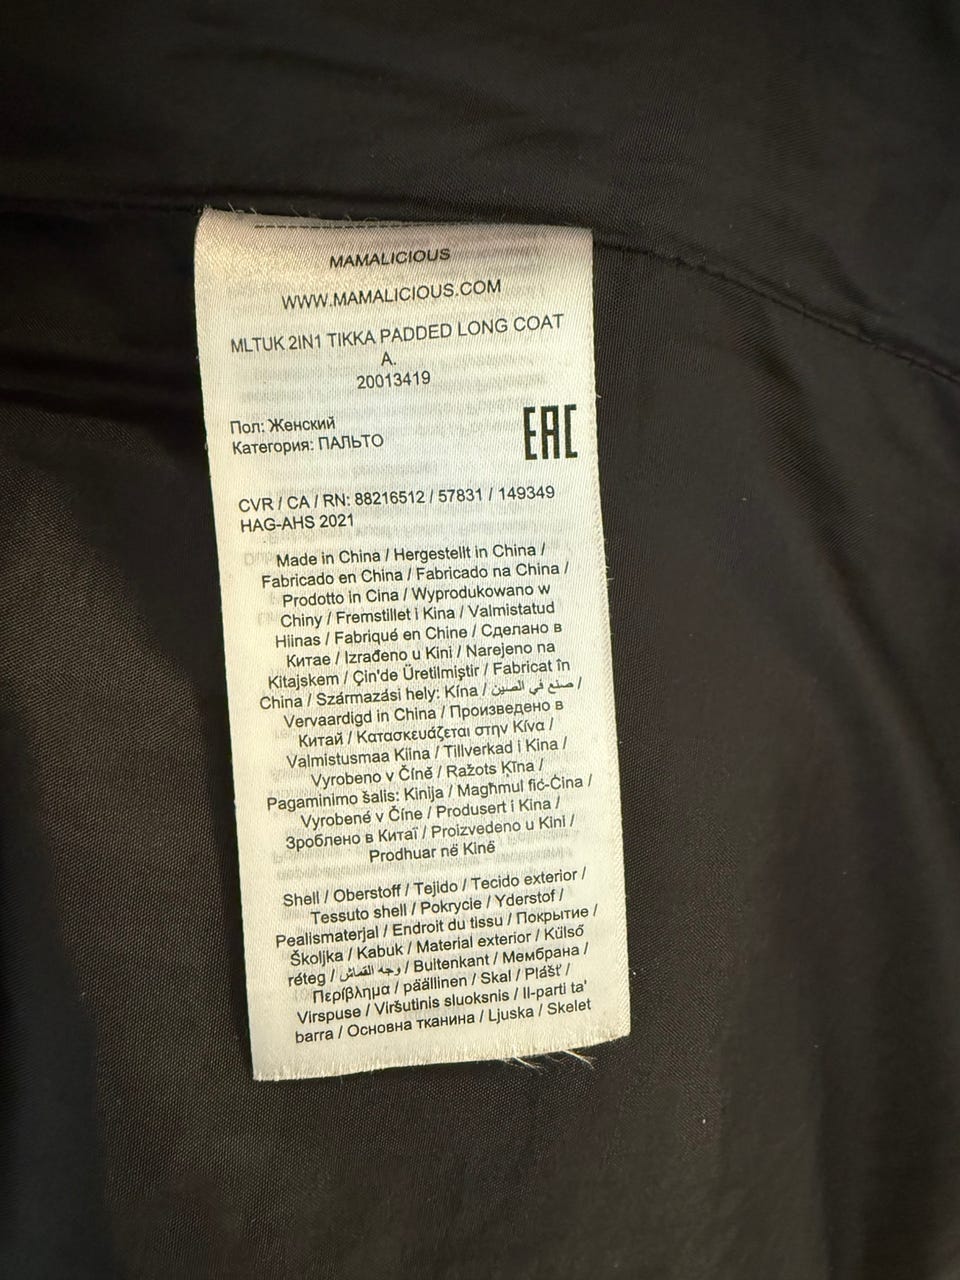 MAMALICIOUS
WWW.MAMALICIOUS.COM
MLTUK 2IN1 TIKKA PADDED LONG COAT
A.
20013419
Пол: Женский
Категория: ПАЛЬТО
EAC
CVR / CA / RN: 88216512 / 57831 / 149349
HAG-AHS 2021
Made in China / Hergestellt in China /
Fabricado en China / Fabricado na China /
Prodotto in Cina / Wyprodukowano w
Chiny / Fremstillet i Kina / Valmistatud
Hiinas / Fabriqué en Chine / Сделано в
Китае / Izrađeno u Kini / Narejeno na
Kitajskem / Çin'de Üretilmiştir / Fabricat în
China / Származási hely: Kína / صنع في الصين /
Vervaardigd in China / Произведено в
Китай / Κατασκευάζεται στην Κίνα /
Valmistusmaa Kiina / Tillverkad i Kina /
Vyrobeno v Číně / Ražots Ķīna /
Pagaminimo šalis: Kinija / Magħmul fiċ-Ċina /
Vyrobené v Číne / Produsert i Kina /
Зроблено в Китаї / Proizvedeno u Kini /
Prodhuar në Kinë
Shell / Oberstoff / Tejido / Tecido exterior /
Tessuto shell / Pokrycie / Yderstof /
Pealismaterjal / Endroit du tissu / Покрытие /
Školjka / Kabuk / Material exterior / Külső
réteg / وجه القماش / Buitenkant / Мембрана /
Περίβλημα / päällinen / Skal / Plášť /
Virspuse / Viršutinis sluoksnis / Il-parti ta'
barra / Основна тканина / Ljuska / Skelet